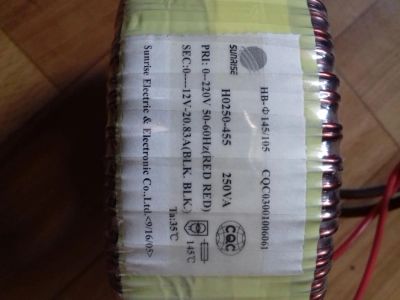 SUNRISE
HB-Φ145/105 CQC03001006061
H0250-455 250VA
CQC
PRI: 0--220V 50-60Hz(RED RED)
SEC:0----12V-20.83A(BLK. BLK.)
145℃
Ta:35℃
Sunrise Electric & Electronic Co.,Ltd.<9/16/05>